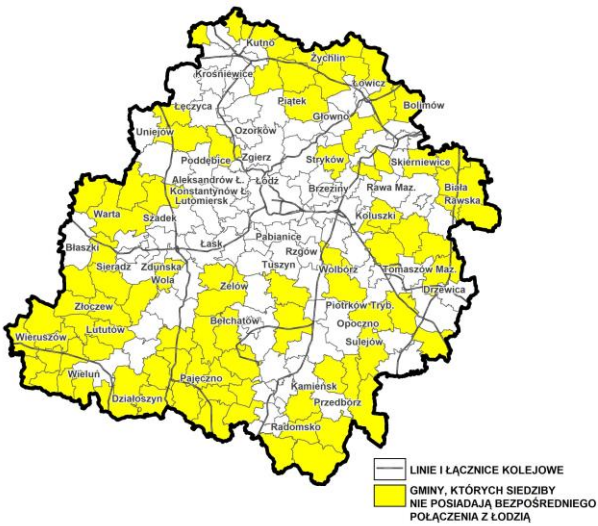 Kutno
Żychlin
Krośniewice
Łowicz
Łęczyca
Piątek
Bolimów
Głowno
Uniejów
Ozorków
Poddębice
Zgierz
Stryków
Skierniewice
Aleksandrów Ł.
Łódź
Konstantynów Ł.
Brzeziny
Rawa Maz.
Biała
Rawska
Lutomiersk
Warta
Szadek
Koluszki
Pabianice
Błaszki
Łask
Rzgów
Sieradz
Zduńska
Wola
Tuszyn
Wolbórz
Tomaszów Maz.
Zelów
Drzewica
Złoczew
Piotrków Tryb.
Bełchatów
Opoczno
Lututów
Wieruszów
Sulejów
Wieluń
Pajęczno
Kamieńsk
Działoszyn
Przedbórz
Radomsko
LINIE I ŁĄCZNICE KOLEJOWE
GMINY, KTÓRYCH SIEDZIBY
NIE POSIADAJĄ BEZPOŚREDNIEGO
POŁĄCZENIA Z ŁODZIĄ